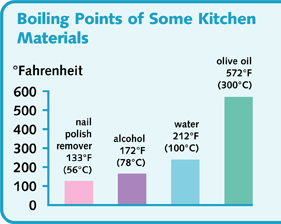 Boiling Points of Some Kitchen
Materials
°Fahrenheit
600
500
400
300
200
100
0
nail
polish
remover
133°F
(56°C)
alcohol
172°F
(78°C)
water
212°F
(100°C)
olive oil
572°F
(300°C)